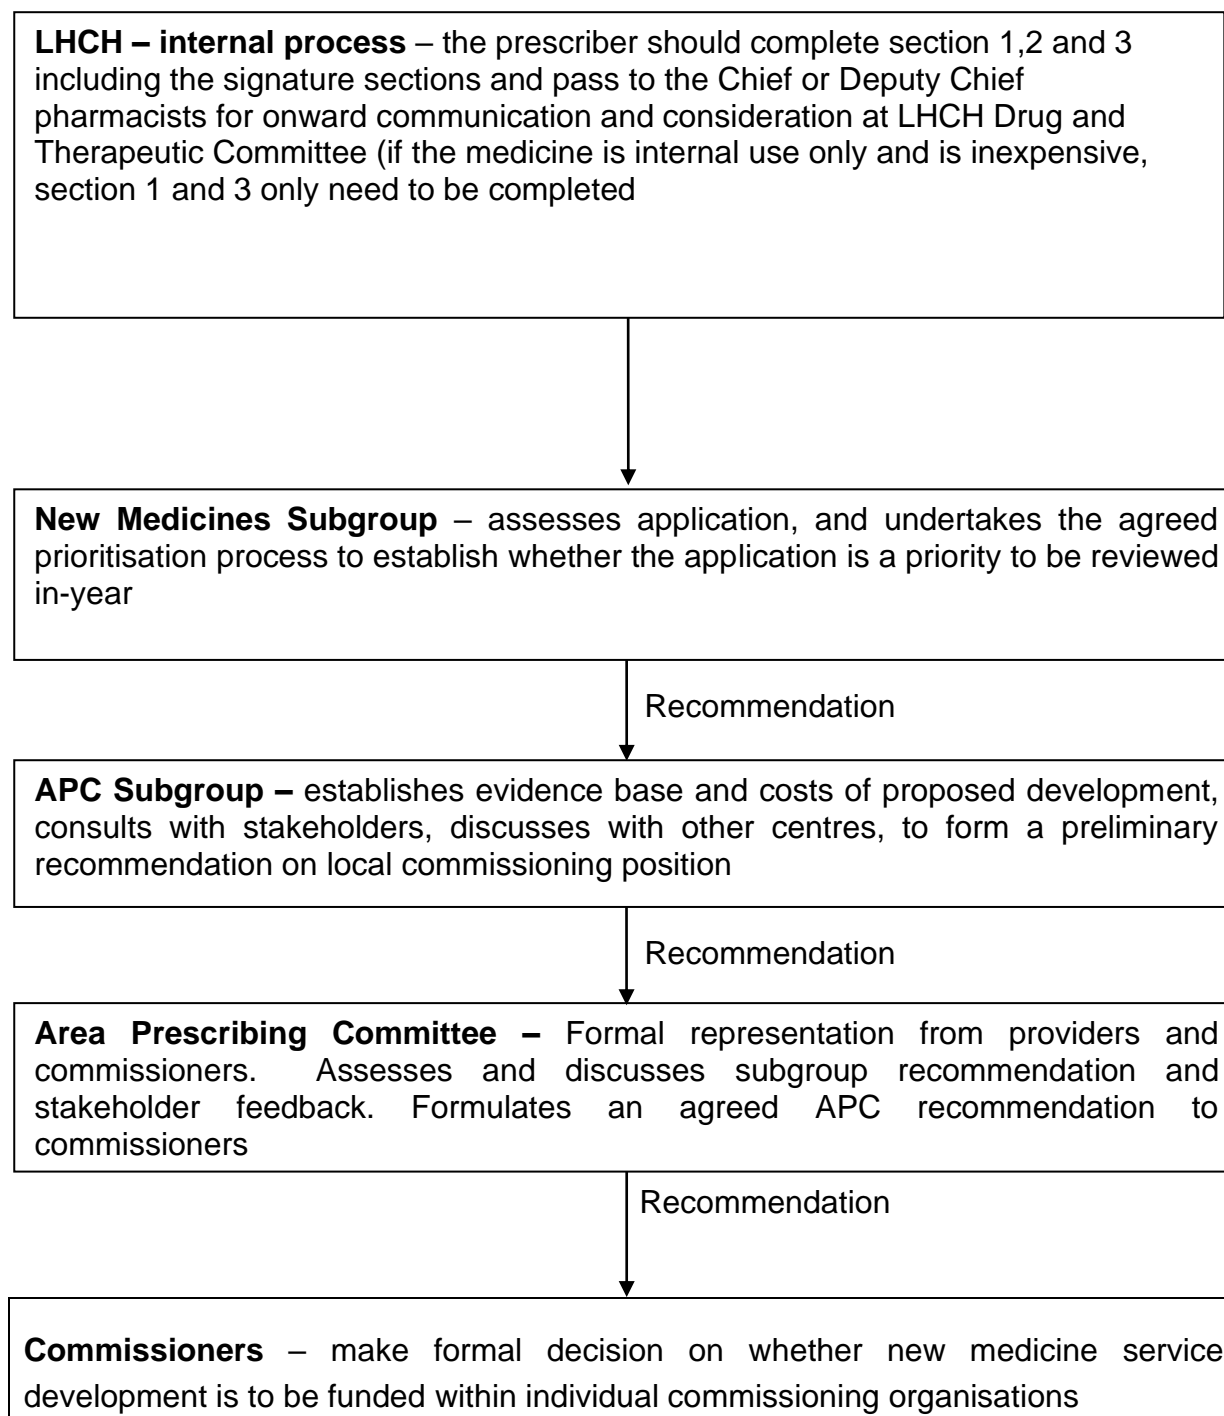 LHCH – internal process – the prescriber should complete section 1,2 and 3
including the signature sections and pass to the Chief or Deputy Chief
pharmacists for onward communication and consideration at LHCH Drug and
Therapeutic Committee (if the medicine is internal use only and is inexpensive,
section 1 and 3 only need to be completed
New Medicines Subgroup – assesses application, and undertakes the agreed
prioritisation process to establish whether the application is a priority to be reviewed
in-year
Recommendation
APC Subgroup – establishes evidence base and costs of proposed development,
consults with stakeholders, discusses with other centres, to form a preliminary
recommendation on local commissioning position
Recommendation
Area Prescribing Committee – Formal representation from providers and
commissioners. Assesses and discusses subgroup recommendation and
stakeholder feedback. Formulates an agreed APC recommendation to
commissioners
Recommendation
Commissioners – make formal decision on whether new medicine service
development is to be funded within individual commissioning organisations